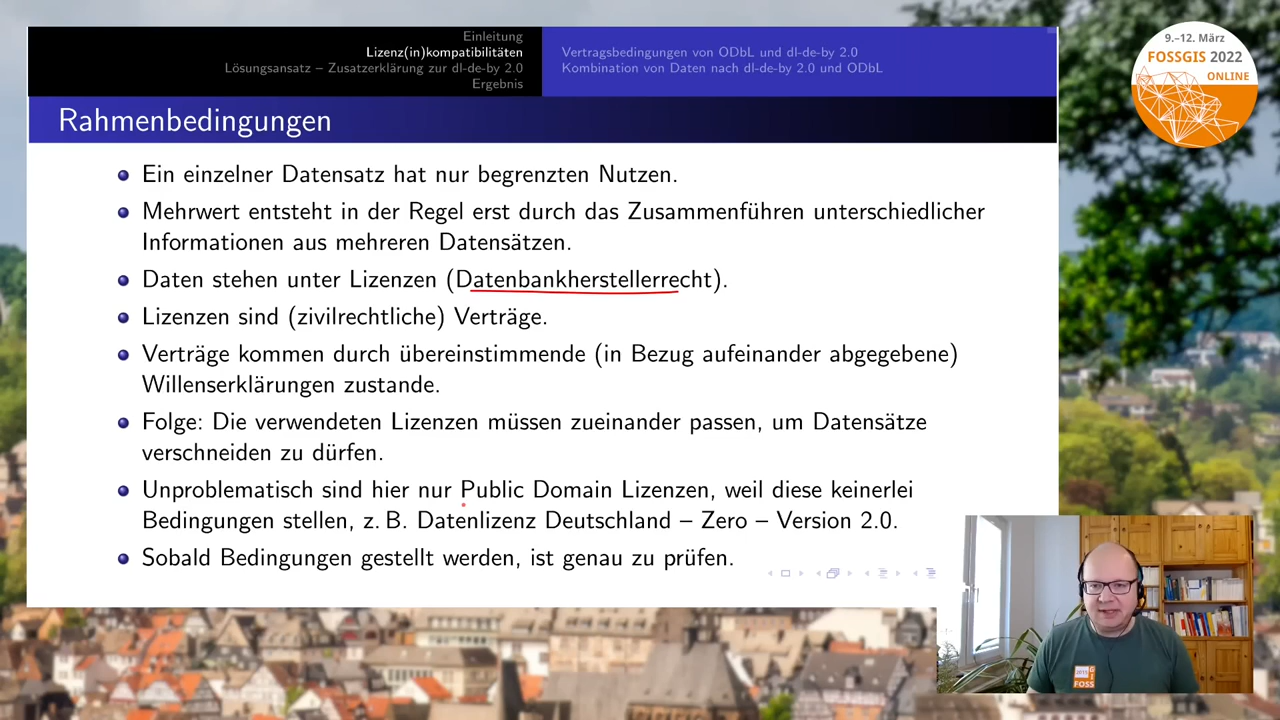 Einleitung
Lizenz(in)kompatibilitäten
Lösungsansatz – Zusatzerklärung zur dl-de-by 2.0
Ergebnis
Vertragsbedingungen von ODbL und dl-de-by 2.0
Kombination von Daten nach dl-de-by 2.0 und ODbL
9.–12. März
FOSSGIS 2022
ONLINE
Rahmenbedingungen
Ein einzelner Datensatz hat nur begrenzten Nutzen.
Mehrwert entsteht in der Regel erst durch das Zusammenführen unterschiedlicher
Informationen aus mehreren Datensätzen.
Daten stehen unter Lizenzen (Datenbankherstellerrecht).
Lizenzen sind (zivilrechtliche) Verträge.
Verträge kommen durch übereinstimmende (in Bezug aufeinander abgegebene)
Willenserklärungen zustande.
Folge: Die verwendeten Lizenzen müssen zueinander passen, um Datensätze
verschneiden zu dürfen.
Unproblematisch sind hier nur Public Domain Lizenzen, weil diese keinerlei
Bedingungen stellen, z. B. Datenlizenz Deutschland – Zero – Version 2.0.
Sobald Bedingungen gestellt werden, ist genau zu prüfen.
FOSS